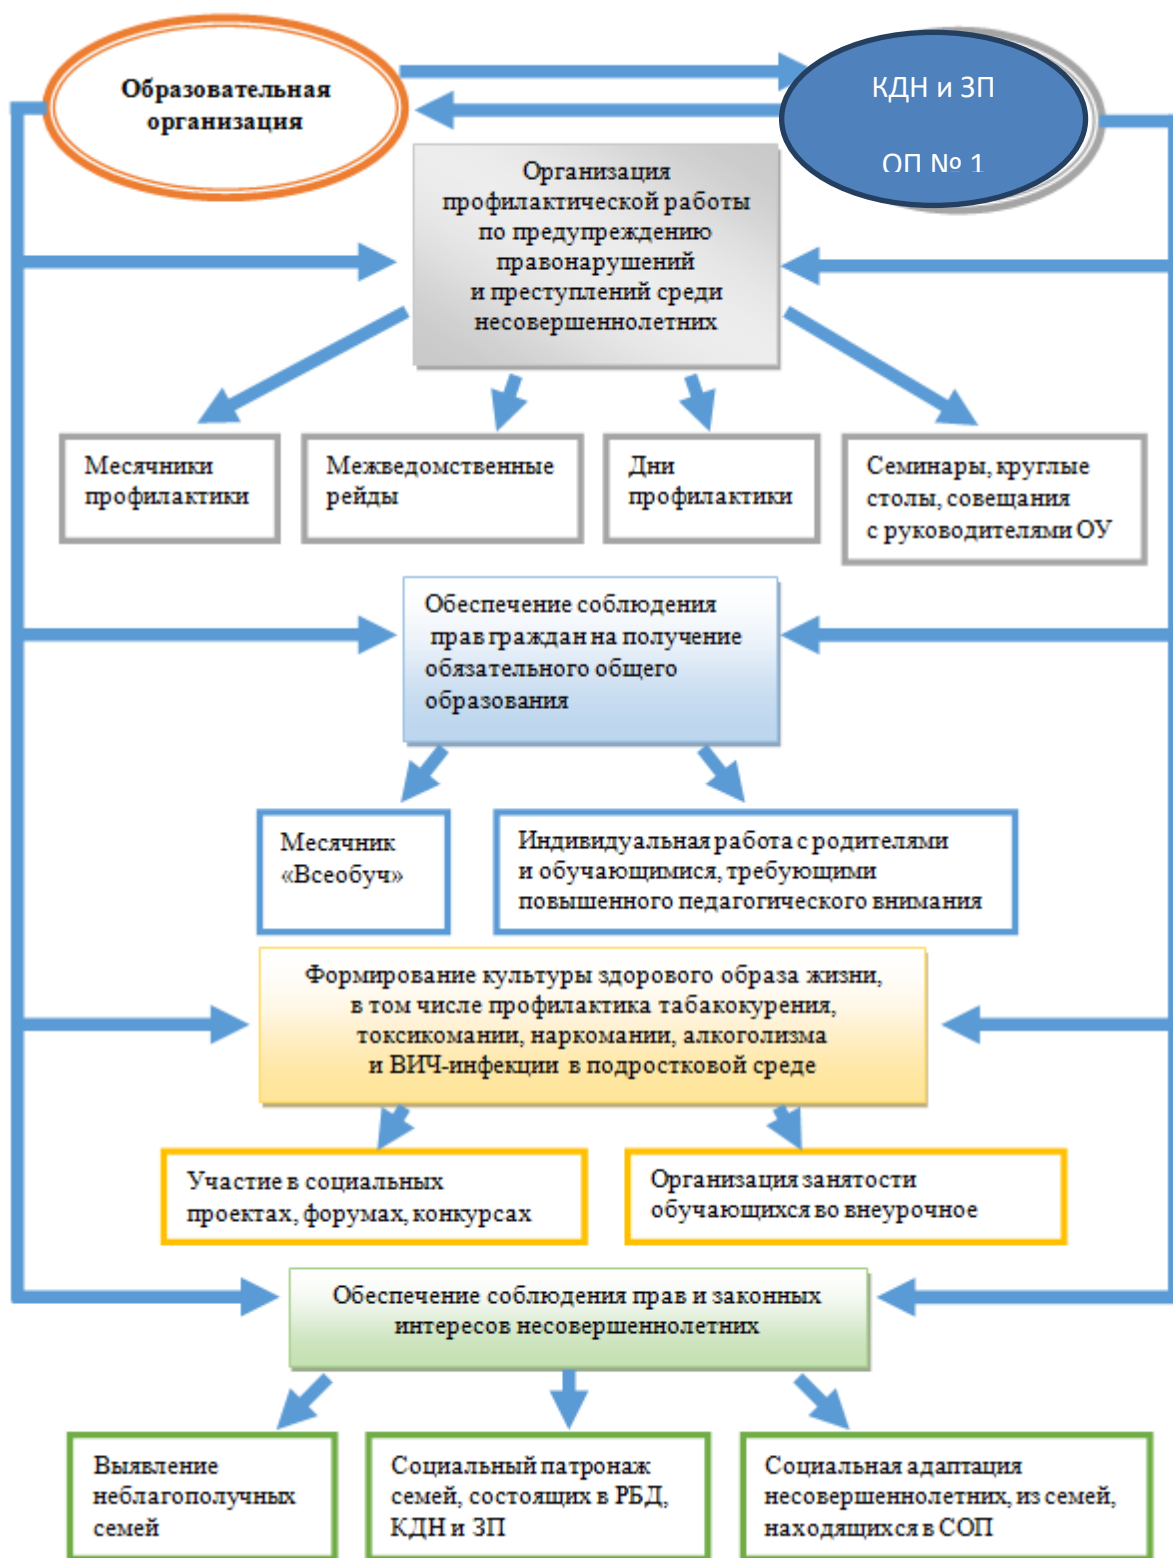 Образовательная
организация
КДН и ЗП
ОП № 1
Организация
профилактической работы
по предупреждению
правонарушений
и преступлений среди
несовершеннолетних
Месячники
профилактики
Межведомственные
рейды
Дни
профилактики
Семинары, круглые
столы, совещания
с руководителями ОУ
Обеспечение соблюдения
прав граждан на получение
обязательного общего
образования
Месячник
«Всеобуч»
Индивидуальная работа с родителями
и обучающимися, требующими
повышенного педагогического внимания
Формирование культуры здорового образа жизни,
в том числе профилактика табакокурения,
токсикомании, наркомании, алкоголизма
и ВИЧ-инфекции в подростковой среде
Участие в социальных
проектах, форумах, конкурсах
Организация занятости
обучающихся во внеурочное
Обеспечение соблюдения прав и законных
интересов несовершеннолетних
Выявление
неблагополучных
семей
Социальный патронаж
семей, состоящих в РБД,
КДН и ЗП
Социальная адаптация
несовершеннолетних, из семей,
находящихся в СОП